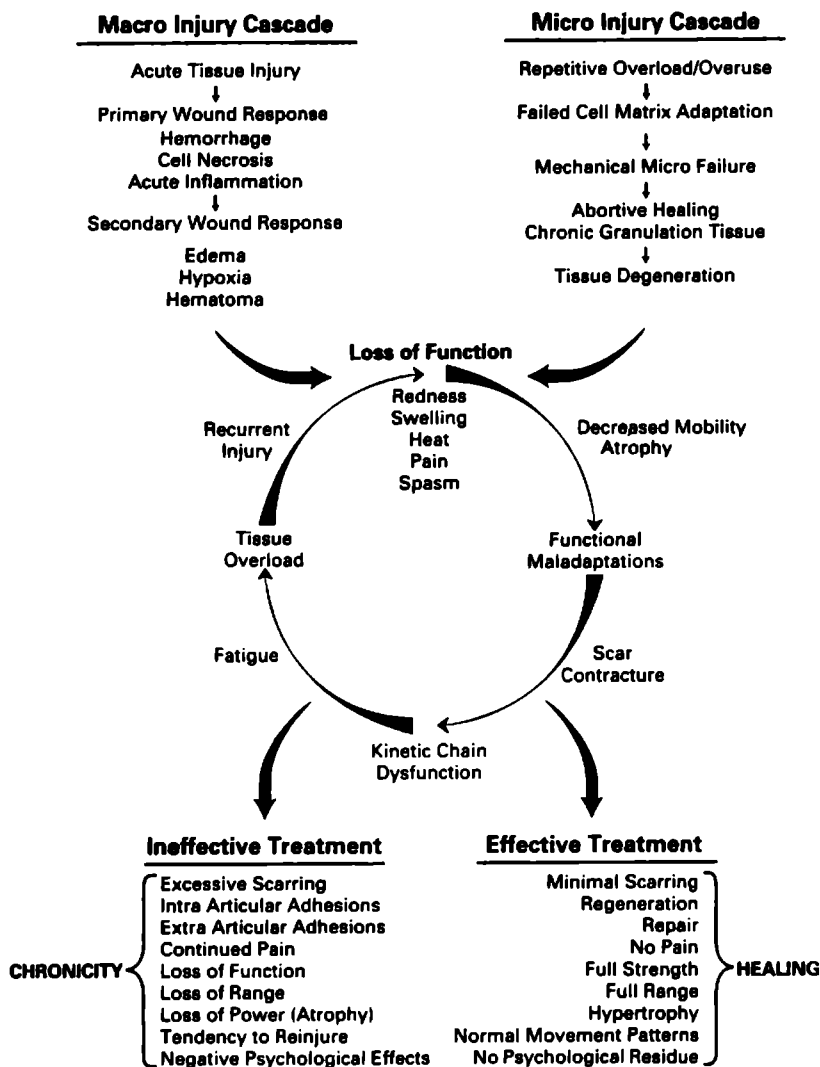 Macro Injury Cascade
Acute Tissue Injury
Primary Wound Response
Hemorrhage
Cell Necrosis
Acute Inflammation
Secondary Wound Response
Edema
Hypoxia
Hematoma
Micro Injury Cascade
Repetitive Overload/Overuse
Failed Cell Matrix Adaptation
Mechanical Micro Failure
Abortive Healing
Chronic Granulation Tissue
Tissue Degeneration
Loss of Function
Redness
Swelling
Heat
Pain
Spasm
Decreased Mobility
Atrophy
Functional
Maladaptations
Scar
Contracture
Kinetic Chain
Dysfunction
Fatigue
Tissue
Overload
Recurrent
Injury
Ineffective Treatment
CHRONICITY
Excessive Scarring
Intra Articular Adhesions
Extra Articular Adhesions
Continued Pain
Loss of Function
Loss of Range
Loss of Power (Atrophy)
Tendency to Reinjure
Negative Psychological Effects
Effective Treatment
Minimal Scarring
Regeneration
Repair
No Pain
Full Strength
Full Range
Hypertrophy
Normal Movement Patterns
No Psychological Residue
HEALING